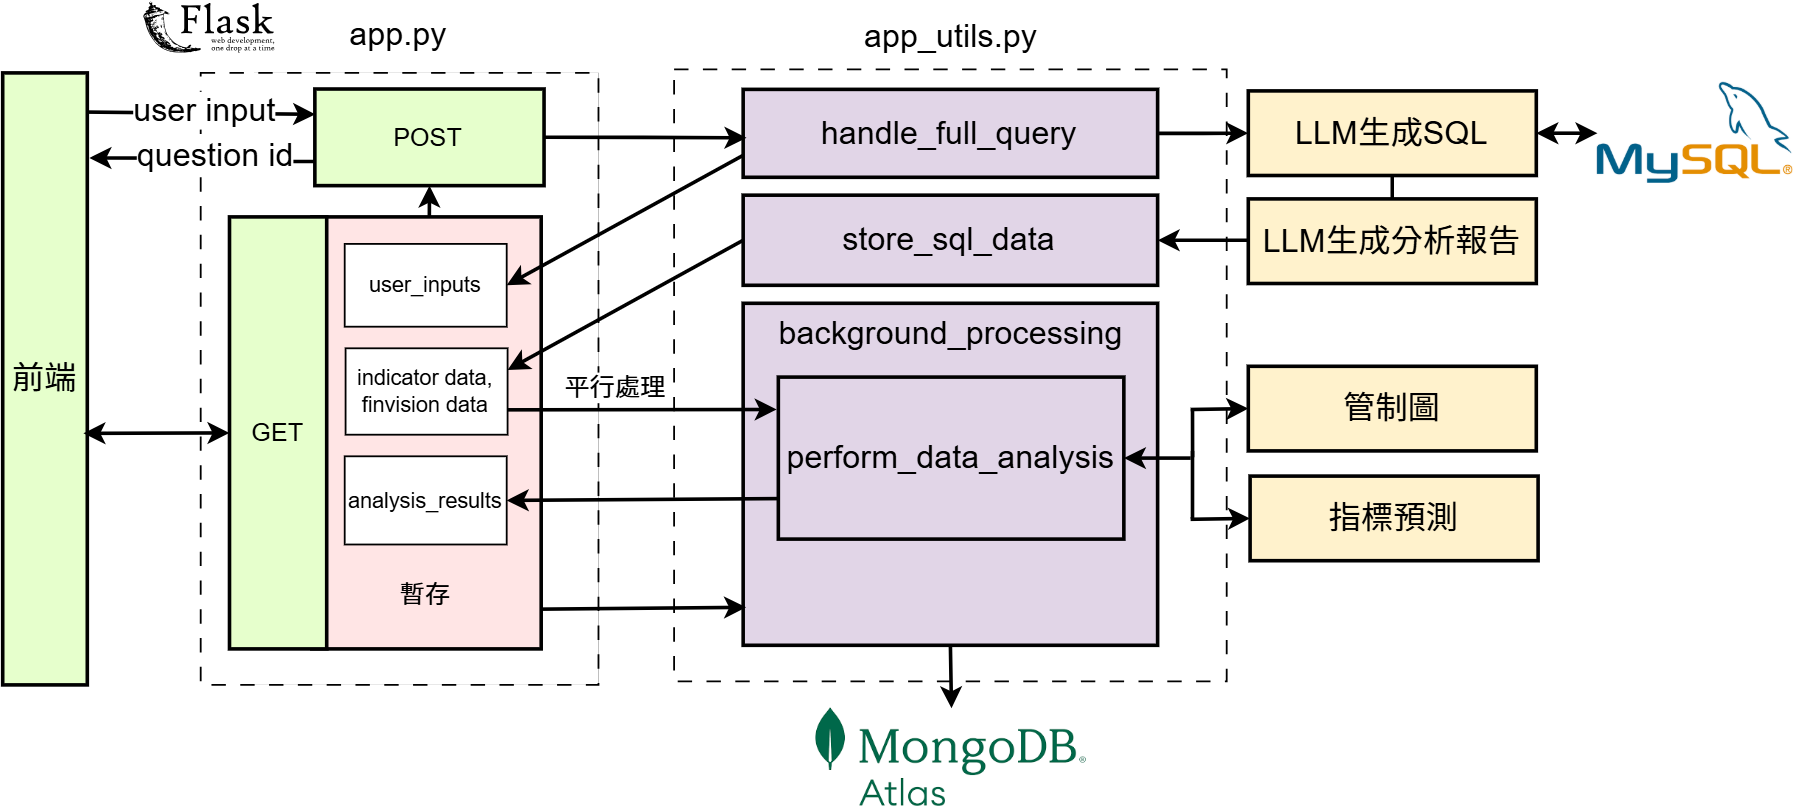 Flask
web development,
one drop at a time
app.py
app_utils.py
前端
user input
question id
POST
GET
user_inputs
indicator data,
finvision data
analysis_results
暫存
平行處理
handle_full_query
store_sql_data
background_processing
perform_data_analysis
LLM生成SQL
LLM生成分析報告
管制圖
指標預測
MySQL®
MongoDB®
Atlas